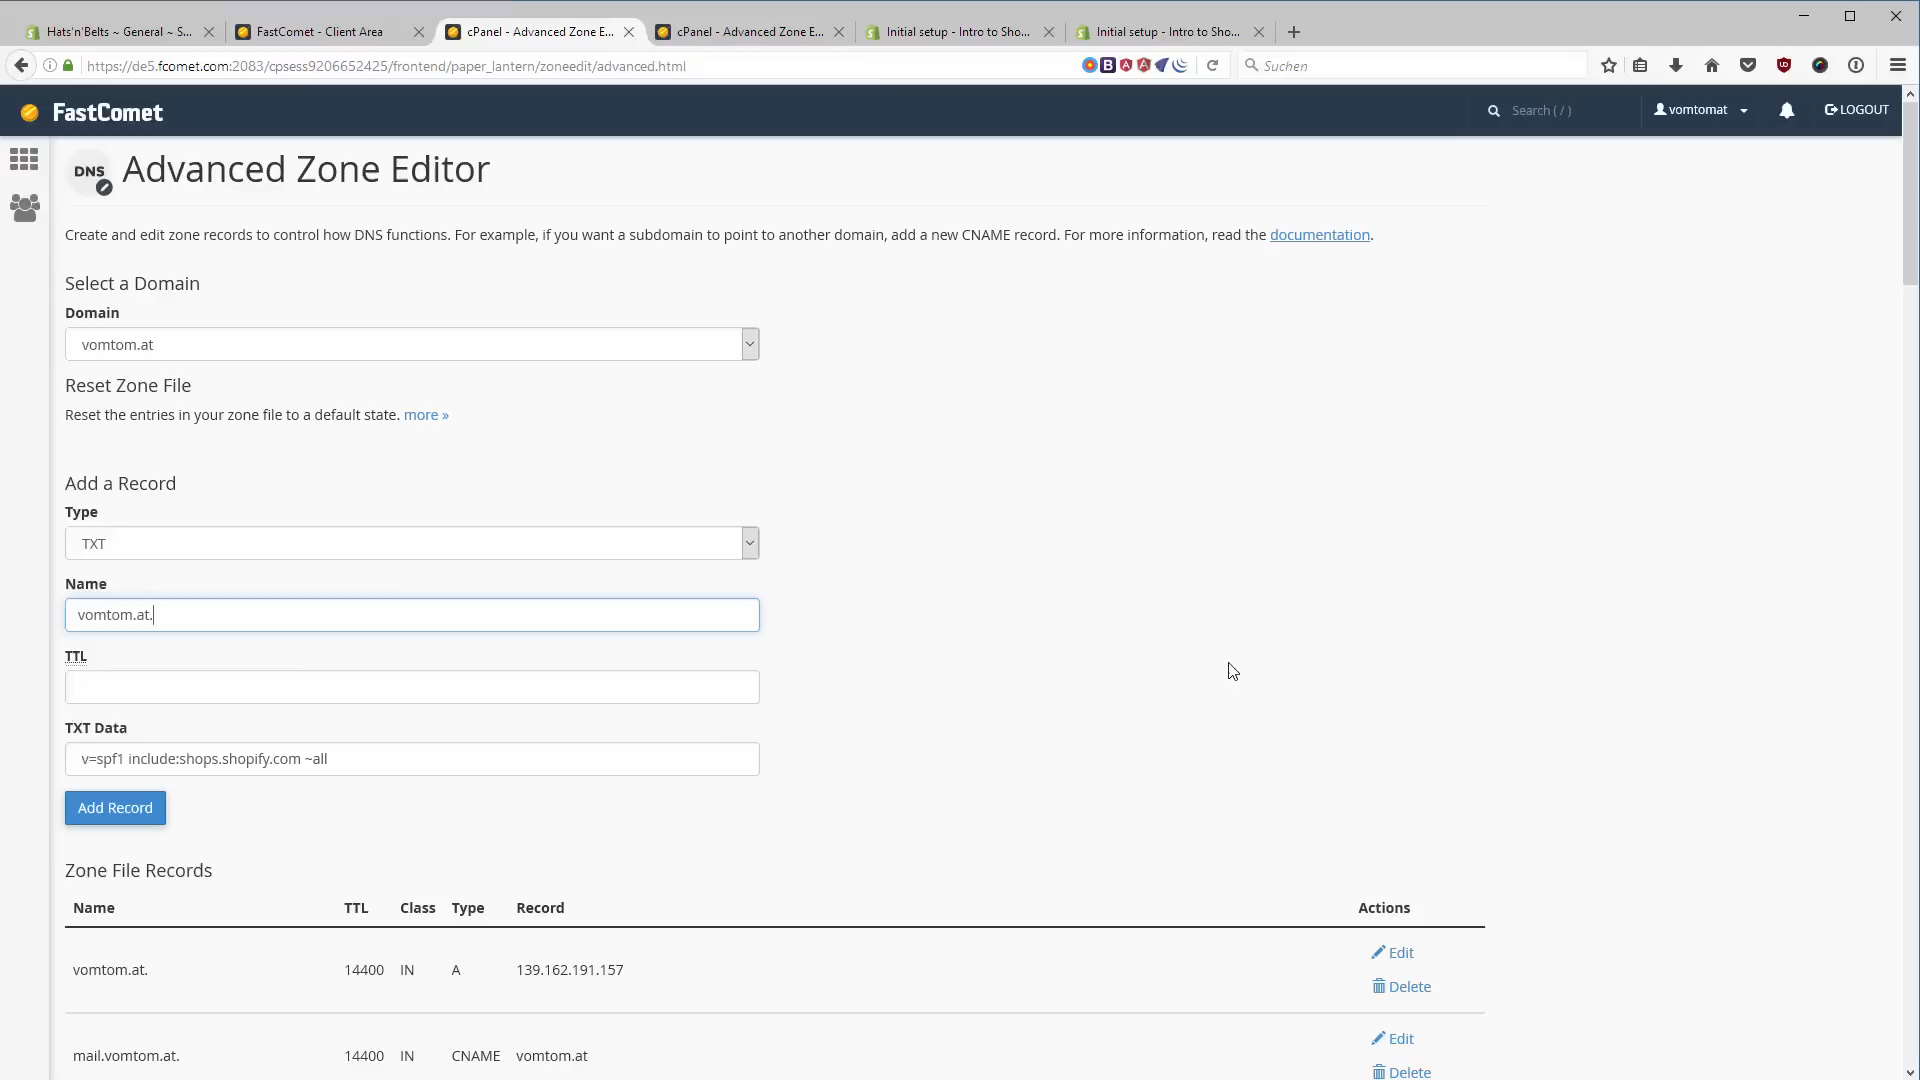 Hats'n'Belts ~ General ~ S...
FastComet - Client Area
cPanel - Advanced Zone E...
cPanel - Advanced Zone E...
Initial setup - Intro to Sho...
Initial setup - Intro to Sho...
https://de5.fcomet.com:2083/cpsess9206652425/frontend/paper_lantern/zoneedit/advanced.html
Suchen
FastComet
Search ( / )
vomtomat
LOGOUT
DNS
Advanced Zone Editor
Create and edit zone records to control how DNS functions. For example, if you want a subdomain to point to another domain, add a new CNAME record. For more information, read the documentation.
Select a Domain
Domain
vomtom.at
Reset Zone File
Reset the entries in your zone file to a default state. more »
Add a Record
Type
TXT
Name
vomtom.at.
TTL
TXT Data
v=spf1 include:shops.shopify.com ~all
Add Record
Zone File Records
Name TTL Class Type Record Actions
Edit
vomtom.at. 14400 IN A 139.162.191.157
Delete
Edit
mail.vomtom.at. 14400 IN CNAME vomtom.at
Delete